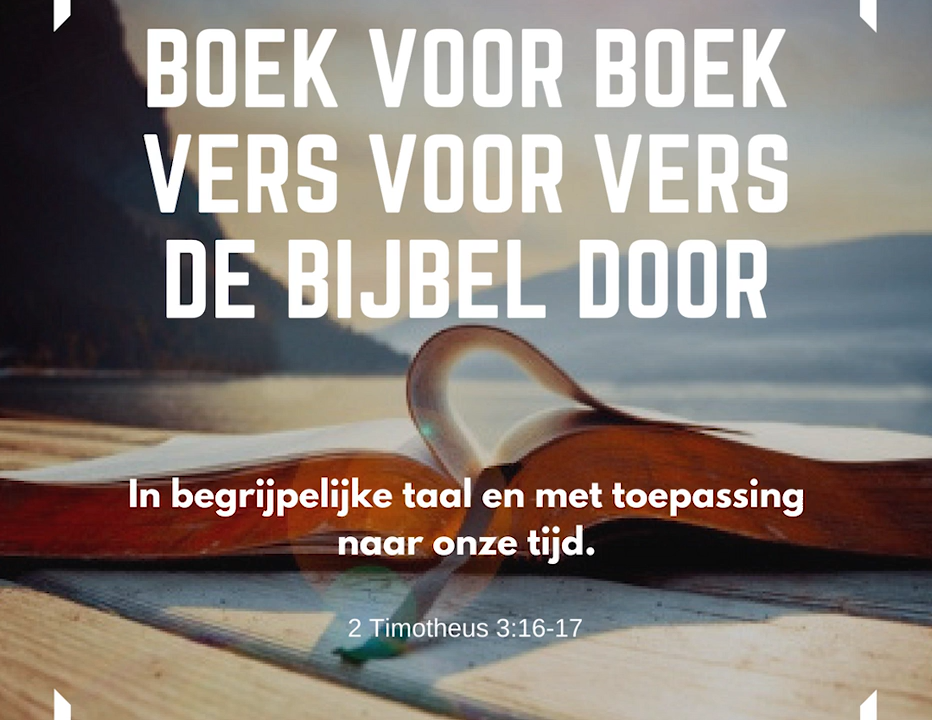 BOEK VOOR BOEK
VERS VOOR VERS
DE BIJBEL DOOR
In begrijpelijke taal en met toepassing
naar onze tijd.
2 Timotheus 3:16-17